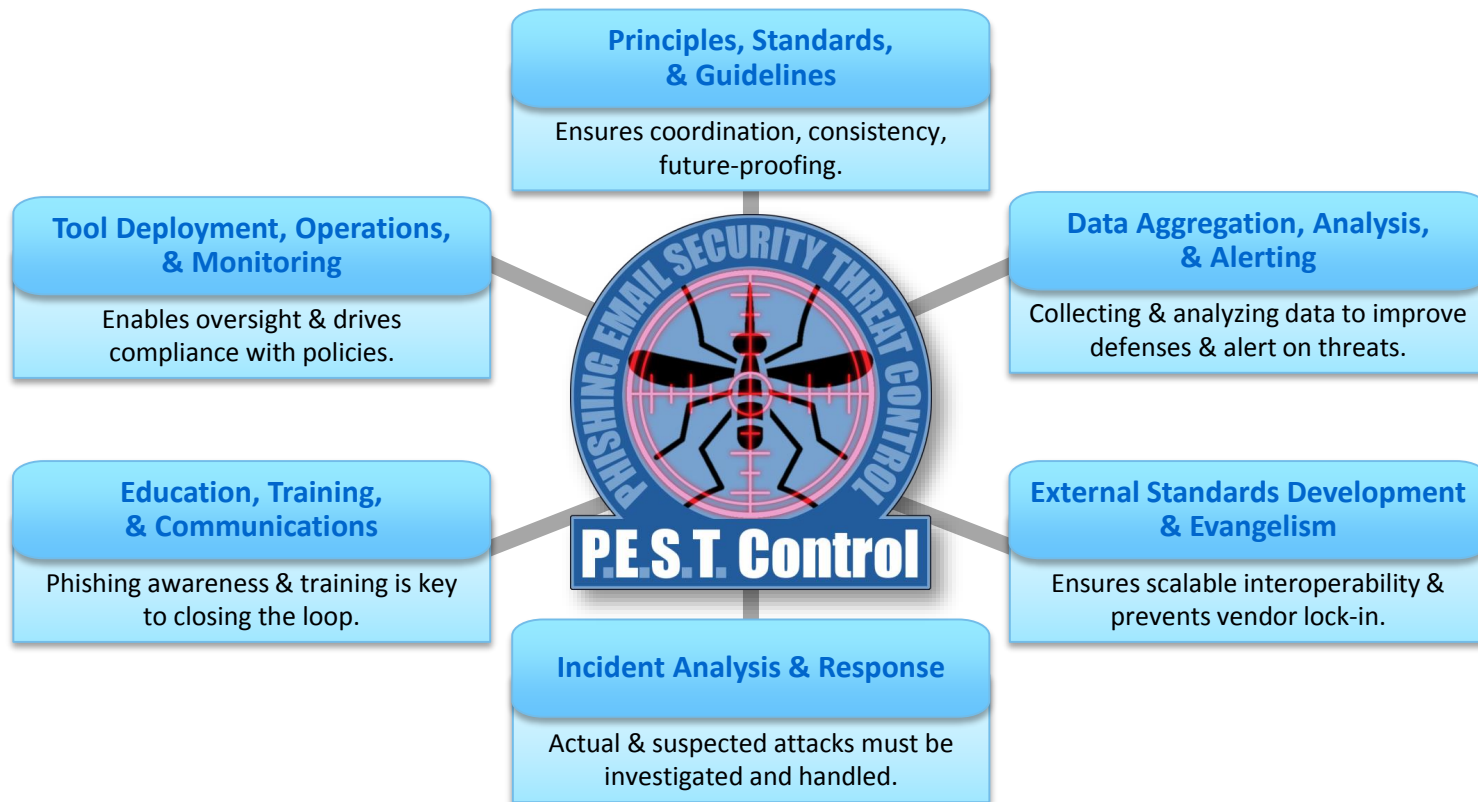 Principles, Standards,
& Guidelines
Ensures coordination, consistency,
future-proofing.
Tool Deployment, Operations,
& Monitoring
Enables oversight & drives
compliance with policies.
Data Aggregation, Analysis,
& Alerting
Collecting & analyzing data to improve
defenses & alert on threats.
PHISHING EMAIL SECURITY THREAT CONTROL
P.E.S.T. Control
Education, Training,
& Communications
Phishing awareness & training is key
to closing the loop.
External Standards Development
& Evangelism
Ensures scalable interoperability &
prevents vendor lock-in.
Incident Analysis & Response
Actual & suspected attacks must be
investigated and handled.